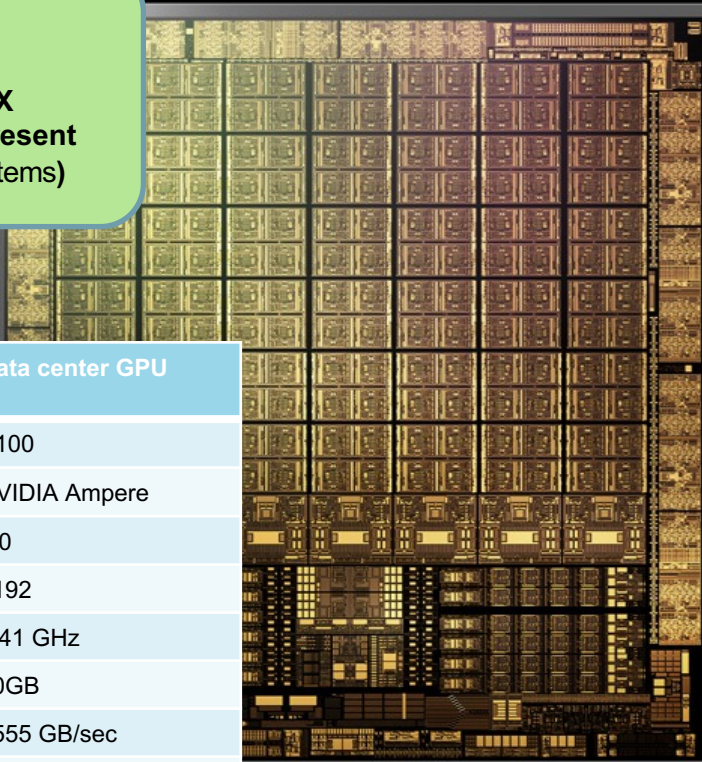 X
esent
tems)
ata center GPU
100
VIDIA Ampere
0
192
41 GHz
0GB
555 GB/sec